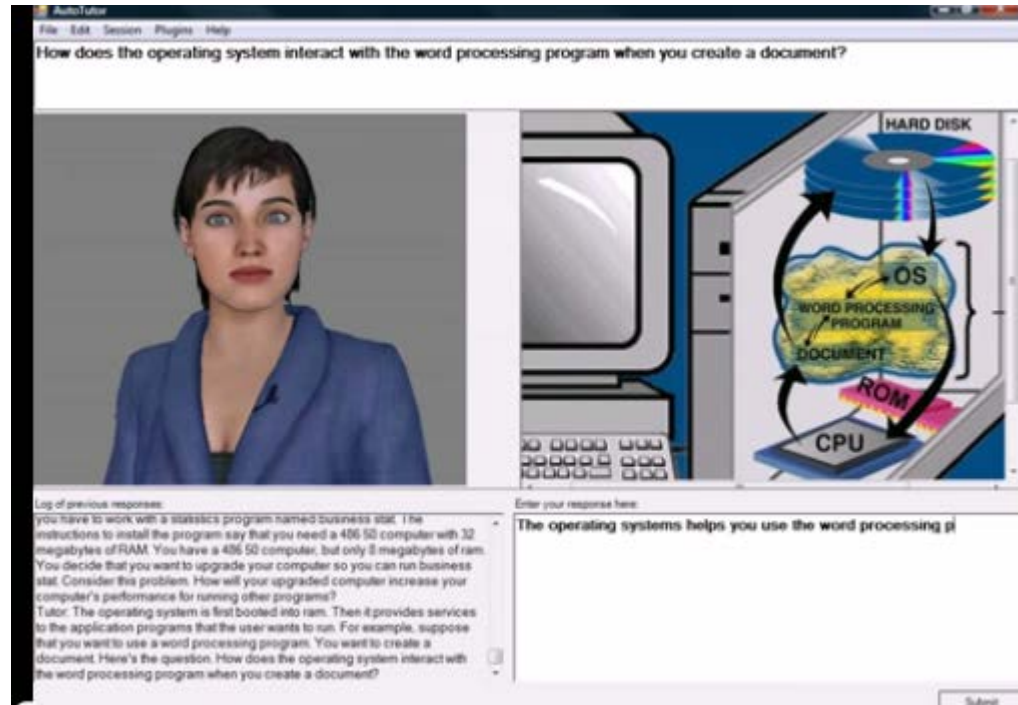 AutoTutor
File Edit Session Plugins Help
How does the operating system interact with the word processing program when you create a document?
HARD DISK
OS
WORD PROCESSING
PROGRAM
DOCUMENT
ROM
CPU
Log of previous responses:
you have to work with a statistics program named business stat. The
instructions to install the program say that you need a 486 50 computer with 32
megabytes of RAM. You have a 486 50 computer, but only 8 megabytes of ram.
You decide that you want to upgrade your computer so you can run business
stat. Consider this problem. How will your upgraded computer increase your
computer's performance for running other programs?
Tutor: The operating system is first booted into ram. Then it provides services
to the application programs that the user wants to run. For example, suppose
that you want to use a word processing program. You want to create a
document. Here's the question. How does the operating system interact with
the word processing program when you create a document?
Enter your response here:
The operating systems helps you use the word processing p
Submit